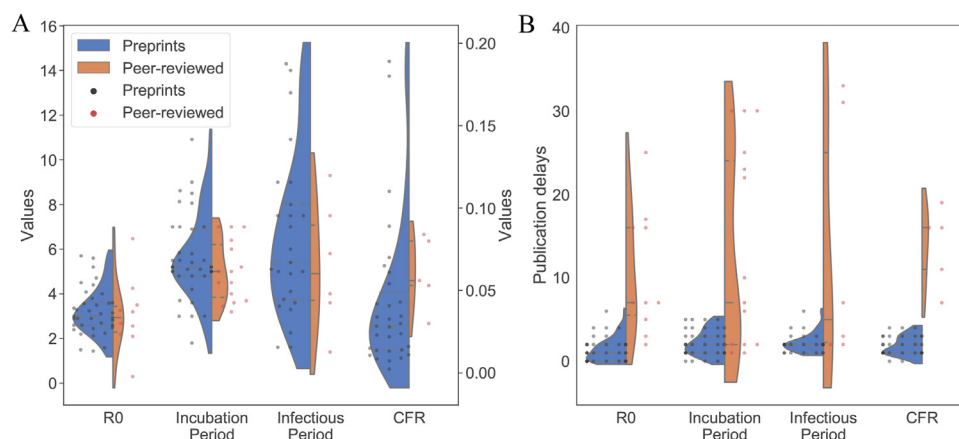 A
B
16
14
12
10
8
6
4
2
0
Values
Preprints
Peer-reviewed
Preprints
Peer-reviewed
0.20
0.15
0.10
0.05
0.00
Values
R0
Incubation
Period
Infectious
Period
CFR
40
30
20
10
0
Publication delays
R0
Incubation
Period
Infectious
Period
CFR